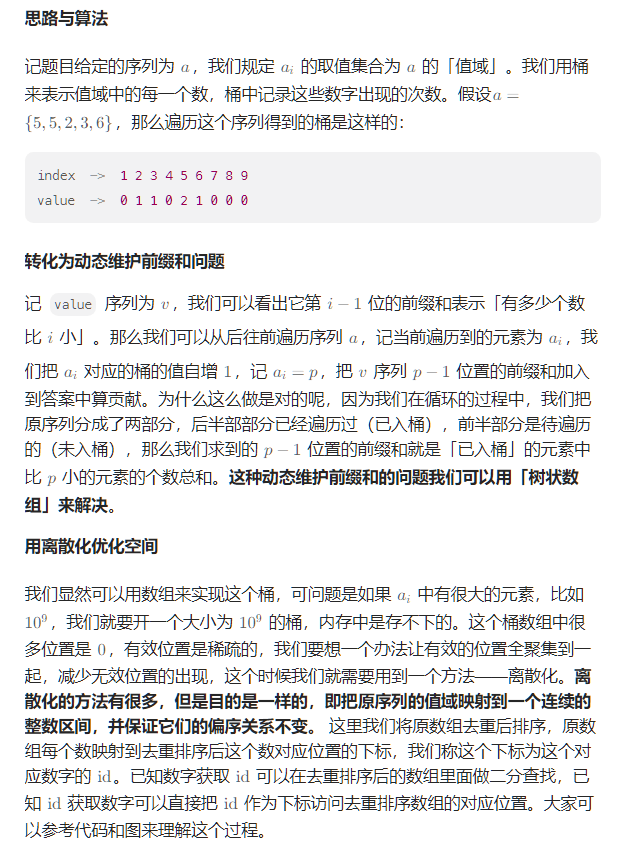 思路与算法
记题目给定的序列为 a，我们规定 aᵢ 的取值集合为 a 的「值域」。我们用桶
来表示值域中的每一个数，桶中记录这些数字出现的次数。假设a =
{5, 5, 2, 3, 6}，那么遍历这个序列得到的桶是这样的：
index -> 1 2 3 4 5 6 7 8 9
value -> 0 1 1 0 2 1 0 0 0
转化为动态维护前缀和问题
记 value 序列为 v，我们可以看出它第 i − 1 位的前缀和表示「有多少个数
比 i 小」。那么我们可以从后往前遍历序列 a，记当前遍历到的元素为 aᵢ，我
们把 aᵢ 对应的桶的值自增 1，记 aᵢ = p，把 v 序列 p − 1 位置的前缀和加入
到答案中算贡献。为什么这么做是对的呢，因为我们在循环的过程中，我们把
原序列分成了两部分，后半部部分已经遍历过（已入桶），前半部分是待遍历
的（未入桶），那么我们求到的 p − 1 位置的前缀和就是「已入桶」的元素中
比 p 小的元素的个数总和。这种动态维护前缀和的问题我们可以用「树状数
组」来解决。
用离散化优化空间
我们显然可以用数组来实现这个桶，可问题是如果 aᵢ 中有很大的元素，比如
10⁹，我们就要开一个大小为 10⁹ 的桶，内存中是存不下的。这个桶数组中很
多位置是 0，有效位置是稀疏的，我们要想一个办法让有效的位置全聚集到一
起，减少无效位置的出现，这个时候我们就需要用到一个方法——离散化。离
散化的方法有很多，但是目的是一样的，即把原序列的值域映射到一个连续的
整数区间，并保证它们的偏序关系不变。 这里我们将原数组去重后排序，原数
组每个数映射到去重排序后这个数对应位置的下标，我们称这个下标为这个对
应数字的 id。已知数字获取 id 可以在去重排序后的数组里面做二分查找，已
知 id 获取数字可以直接把 id 作为下标访问去重排序数组的对应位置。大家可
以参考代码和图来理解这个过程。